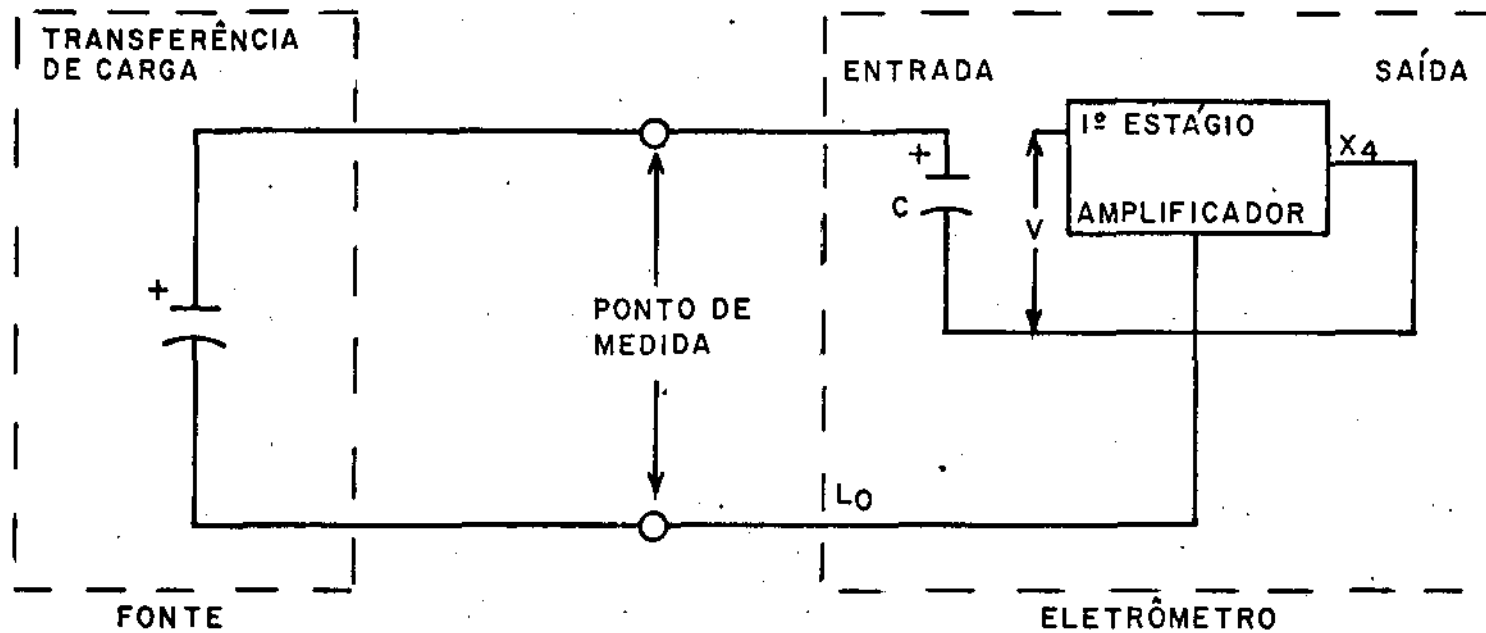 TRANSFERÊNCIA
DE CARGA
+
FONTE
PONTO DE
MEDIDA
ENTRADA
SAÍDA
+
C
V
1º ESTÁGIO
AMPLIFICADOR
X4
LO
ELETRÔMETRO